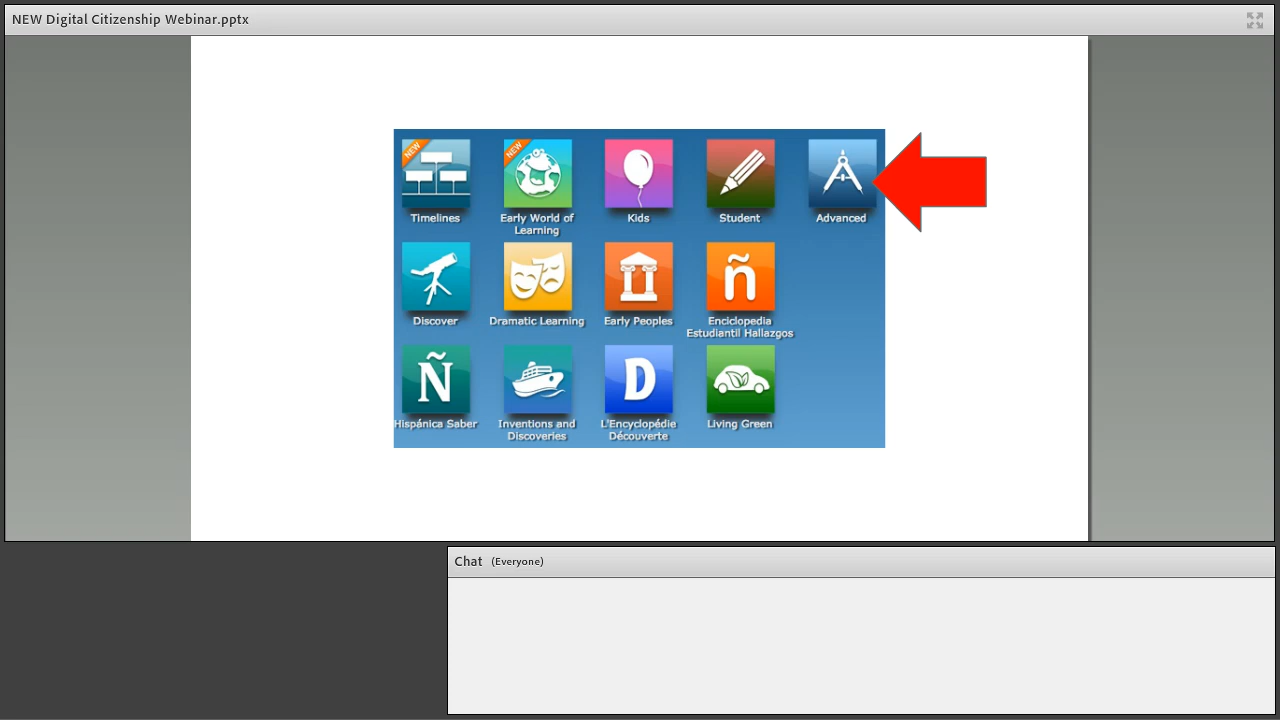 NEW Digital Citizenship Webinar.pptx
NEW
NEW
Timelines
Early World of
Learning
Kids
Student
Advanced
ñ
Discover
Dramatic Learning
Early Peoples
Enciclopedia
Estudiantil Hallazgos
Ñ
D
Hispánica Saber
Inventions and
Discoveries
L'Encyclopédie
Découverte
Living Green
Chat (Everyone)